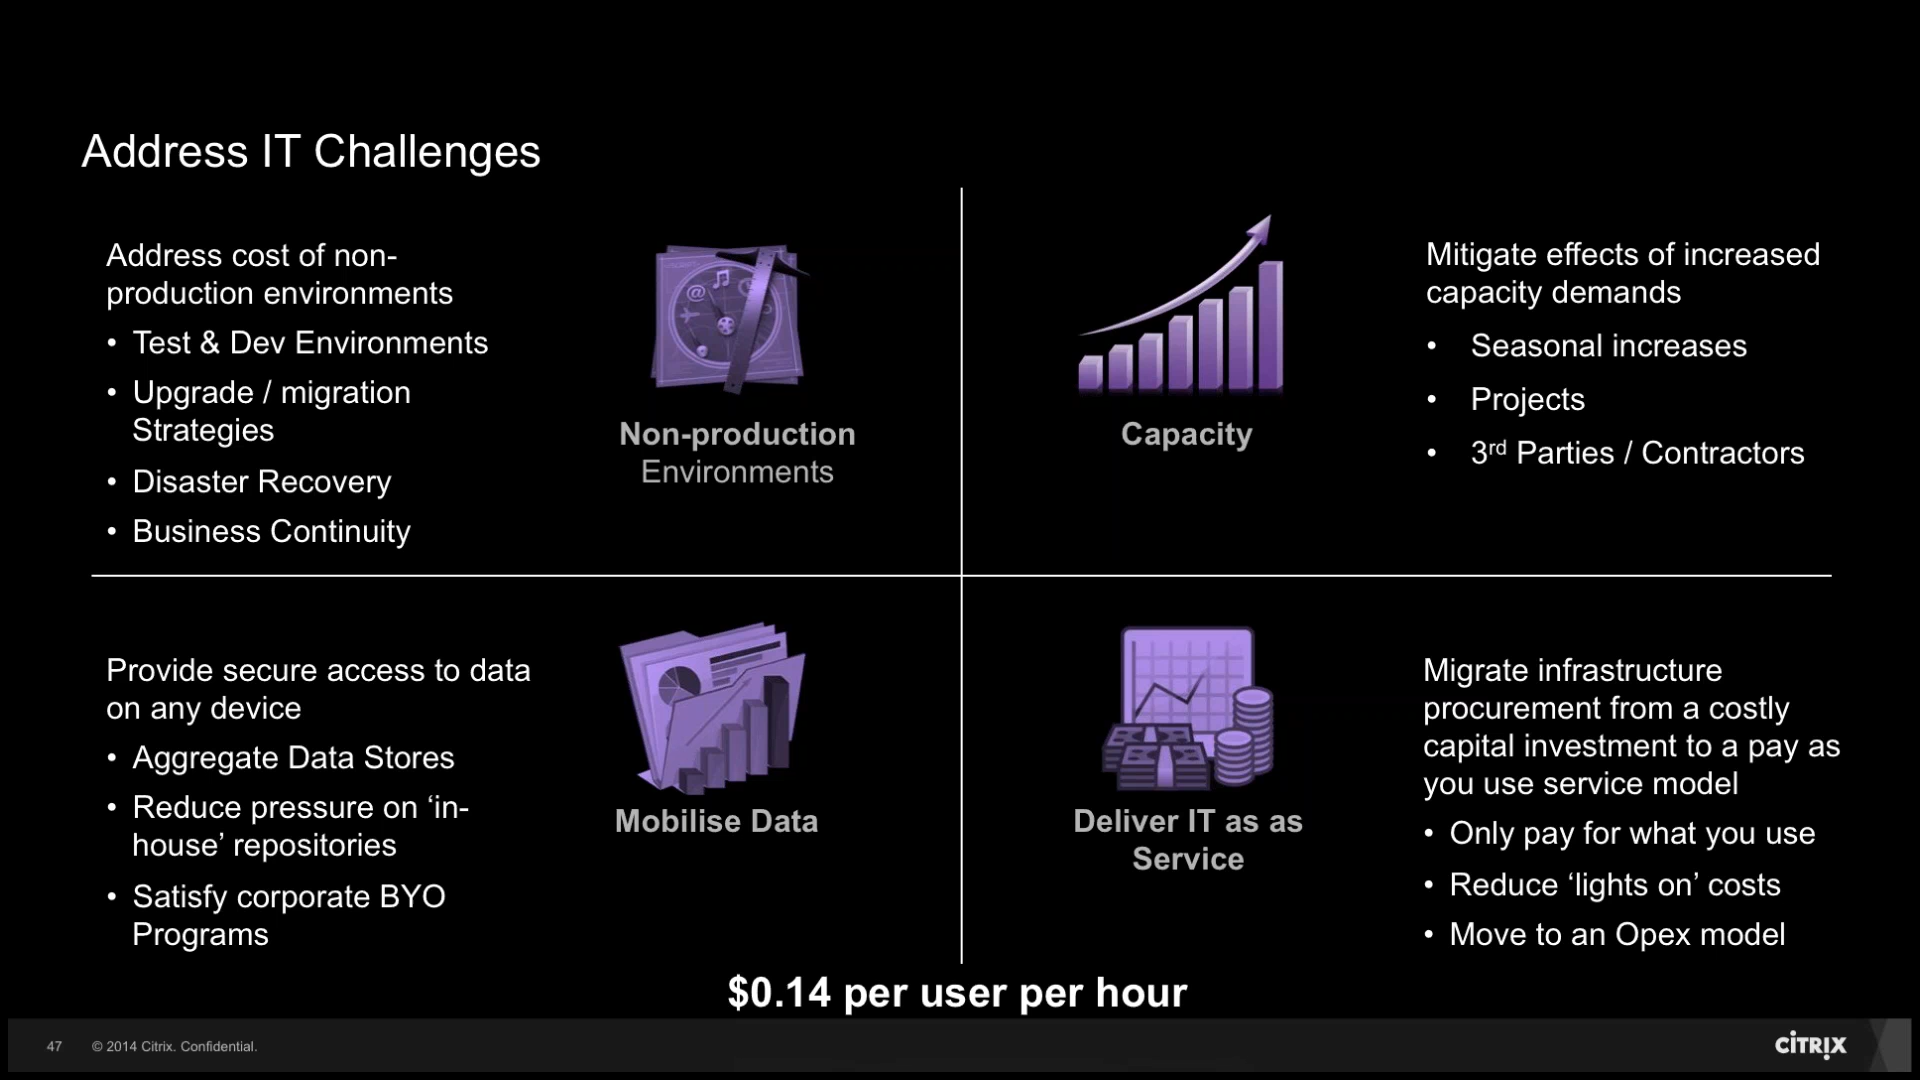 Address IT Challenges
Address cost of non-
production environments
• Test & Dev Environments
• Upgrade / migration
Strategies
• Disaster Recovery
• Business Continuity
@
Non-production
Environments
Capacity
Mitigate effects of increased
capacity demands
• Seasonal increases
• Projects
• 3rd Parties / Contractors
Provide secure access to data
on any device
• Aggregate Data Stores
• Reduce pressure on ‘in-
house’ repositories
• Satisfy corporate BYO
Programs
Mobilise Data
Deliver IT as as
Service
Migrate infrastructure
procurement from a costly
capital investment to a pay as
you use service model
• Only pay for what you use
• Reduce ‘lights on’ costs
• Move to an Opex model
$0.14 per user per hour
47
© 2014 Citrix. Confidential.
CITRIX